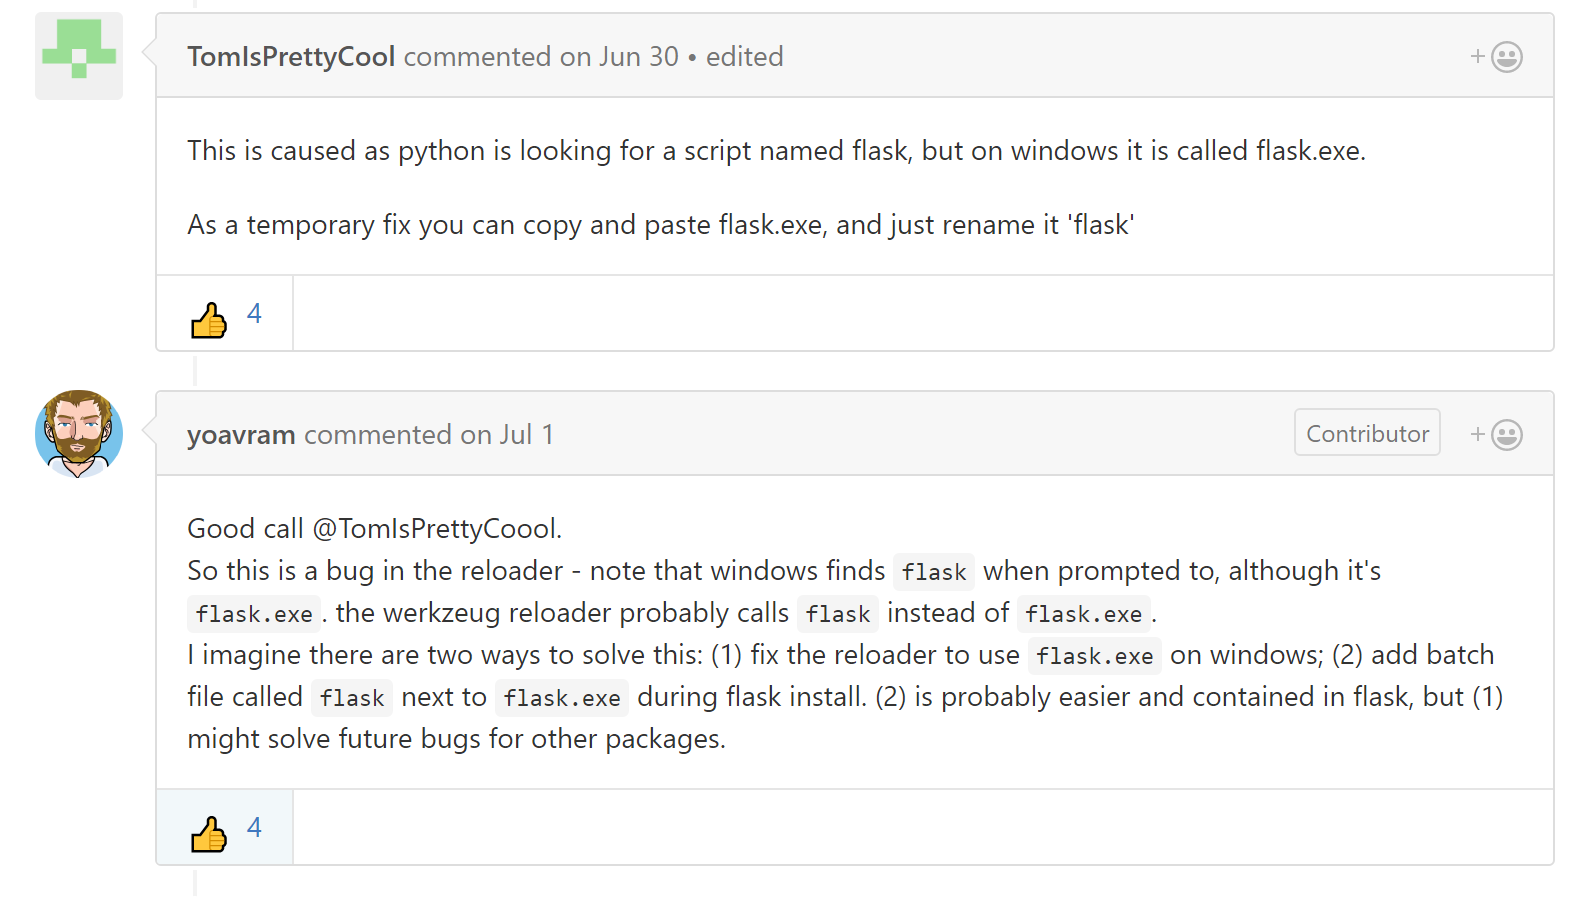 TomIsPrettyCool commented on Jun 30 • edited
+
This is caused as python is looking for a script named flask, but on windows it is called flask.exe.
As a temporary fix you can copy and paste flask.exe, and just rename it 'flask'
4
yoavram commented on Jul 1
Contributor
+
Good call @TomIsPrettyCoool.
So this is a bug in the reloader - note that windows finds flask when prompted to, although it's
flask.exe. the werkzeug reloader probably calls flask instead of flask.exe.
I imagine there are two ways to solve this: (1) fix the reloader to use flask.exe on windows; (2) add batch
file called flask next to flask.exe during flask install. (2) is probably easier and contained in flask, but (1)
might solve future bugs for other packages.
4